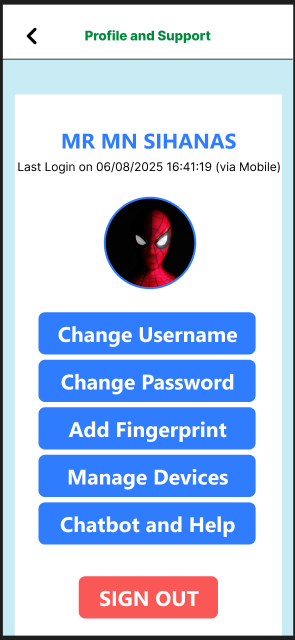 Profile and Support
MR MN SIHANAS
Last Login on 06/08/2025 16:41:19 (via Mobile)
Change Username
Change Password
Add Fingerprint
Manage Devices
Chatbot and Help
SIGN OUT